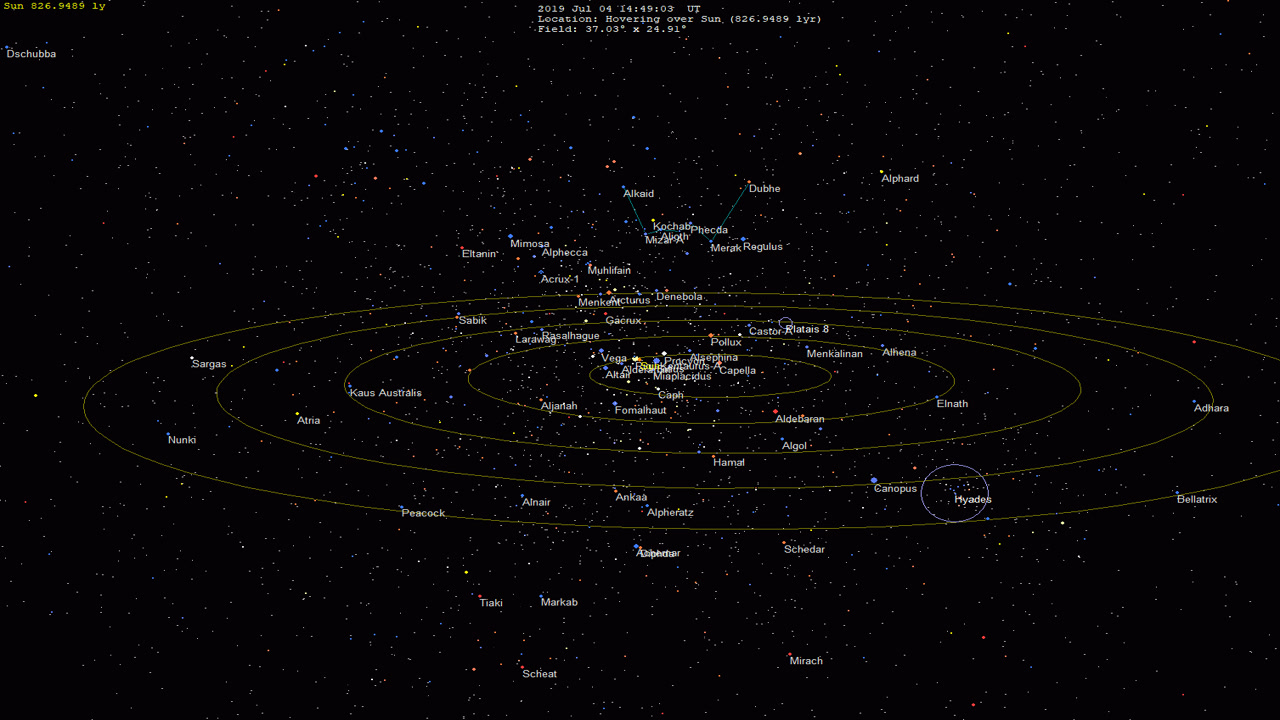 Sun 826.9489 ly
2019 Jul 04 14:49:03 UT
Location: Hovering over Sun (826.9489 lyr)
Field: 37.03° x 24.91°
Dschubba
Alphard
Dubhe
Alkaid
Kochab
Phecda
Alioth
Mizar A
Merak
Regulus
Mimosa
Eltanin
Alphecca
Muhlifain
Acrux-1
Denebola
Menkent
Arcturus
Sabik
Gacrux
Castor A
Platais 8
Rasalhague
Larawag
Pollux
Menkalinan
Alhena
Vega
Alsephina
Procyon
Sargas
Capella
Altair
Miaplacidus
Kaus Australis
Caph
Elnath
Aljanah
Fomalhaut
Adhara
Atria
Aldebaran
Nunki
Algol
Hamal
Canopus
Ankaa
Hyades
Bellatrix
Alnair
Peacock
Alpheratz
Schedar
Tiaki
Markab
Mirach
Scheat